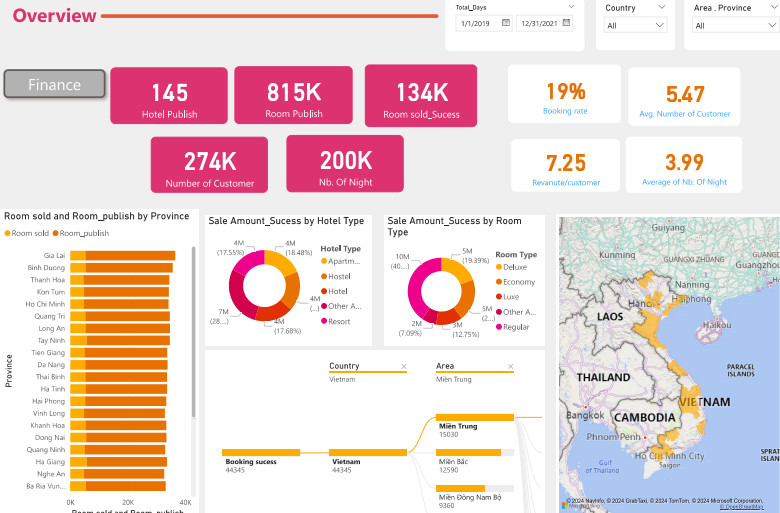 Overview
Total_Days
1/1/2019
12/31/2021
Country
All
Area , Province
All
Finance
145
Hotel Publish
815K
Room Publish
134K
Room sold_Sucess
19%
Booking rate
5.47
Avg. Number of Customer
274K
Number of Customer
200K
Nb. Of Night
7.25
Revanute/customer
3.99
Average of Nb. Of Night
Room sold and Room_publish by Province
Room sold
Room_publish
Province
Gia Lai
Binh Duong
Thanh Hoa
Kon Tum
Ho Chi Minh
Quang Tri
Long An
Tay Ninh
Tien Giang
Da Nang
Thai Binh
Ha Tinh
Hai Phong
Vinh Long
Khanh Hoa
Dong Nai
Quang Ninh
Ha Giang
Nghe An
Ba Ria Vun...
0K
20K
40K
Room sold and Room_publish
Sale Amount_Sucess by Hotel Type
4M
(17.55%)
4M
(18.48%)
4M
(...)
4M
(17.68%)
7M
(28....)
Hotel Type
Apartm...
Hostel
Hotel
Other A...
Resort
Sale Amount_Sucess by Room
Type
10M
(40....)
5M
(19.39%)
5M
(2...)
3M
(12.75%)
2M
(7.09%)
Room Type
Deluxe
Economy
Luxe
Other A...
Regular
Country
Vietnam
Area
Miền Trung
Booking sucess
44345
Vietnam
44345
Miền Trung
15030
Miền Bắc
12590
Miền Đông Nam Bộ
9360
Guiyang
Kunming
GUANGXI ZHUANG
GUANG
Guangzhou
Nanning
Hanoi
Haiphong
LAOS
Haikou
THAILAND
PARACEL
ISLANDS
VIETNAM
Bangkok
CAMBODIA
Phnom Penh
Ho Chi Minh City
Saigon
Gulf
of Thailand
SPRAT
ISLAN
© 2024 NavInfo, © 2024 GrabTaxi, © 2024 TomTom, © 2024 Microsoft Corporation,
© OpenStreetMap